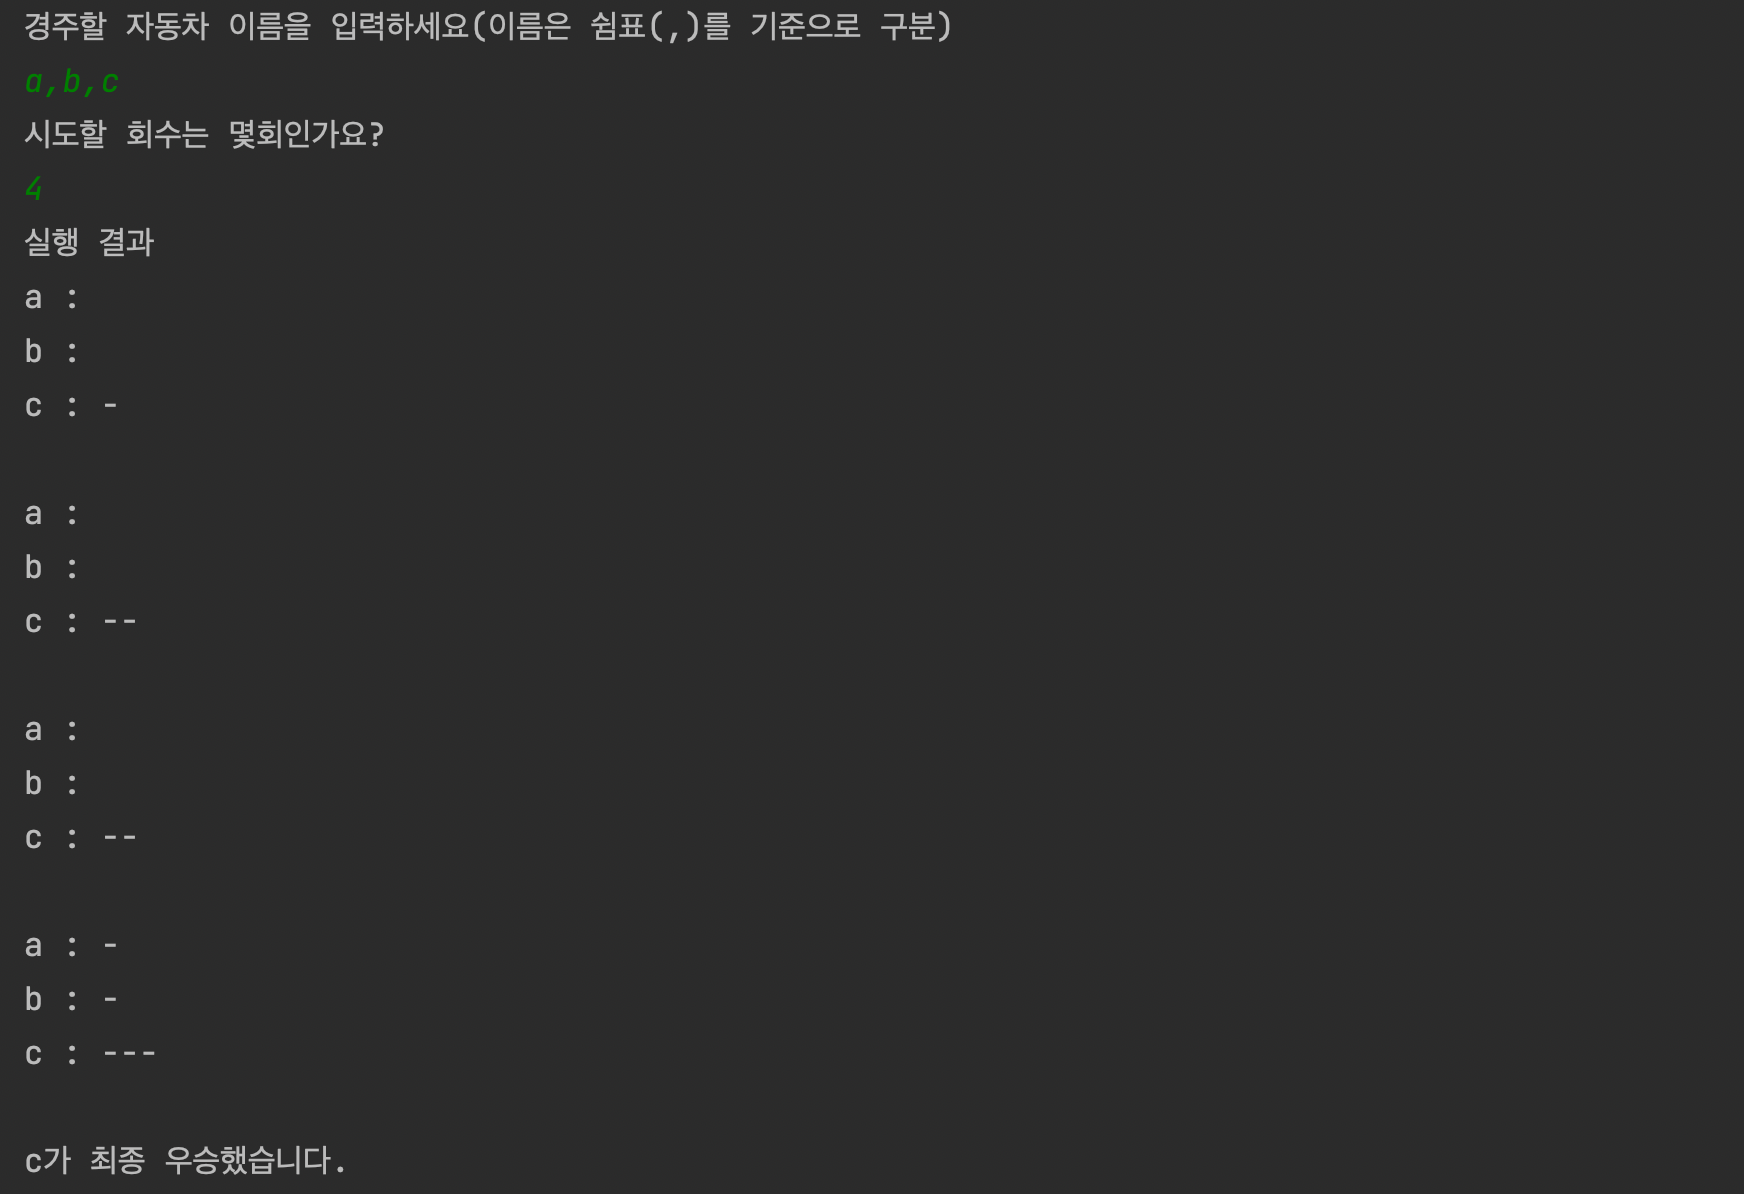 경주할 자동차 이름을 입력하세요(이름은 쉼표(,)를 기준으로 구분)
a,b,c
시도할 회수는 몇회인가요?
4
실행 결과
a :
b :
c : -
a :
b :
c : --
a :
b :
c : --
a : -
b : -
c : ---
c가 최종 우승했습니다.